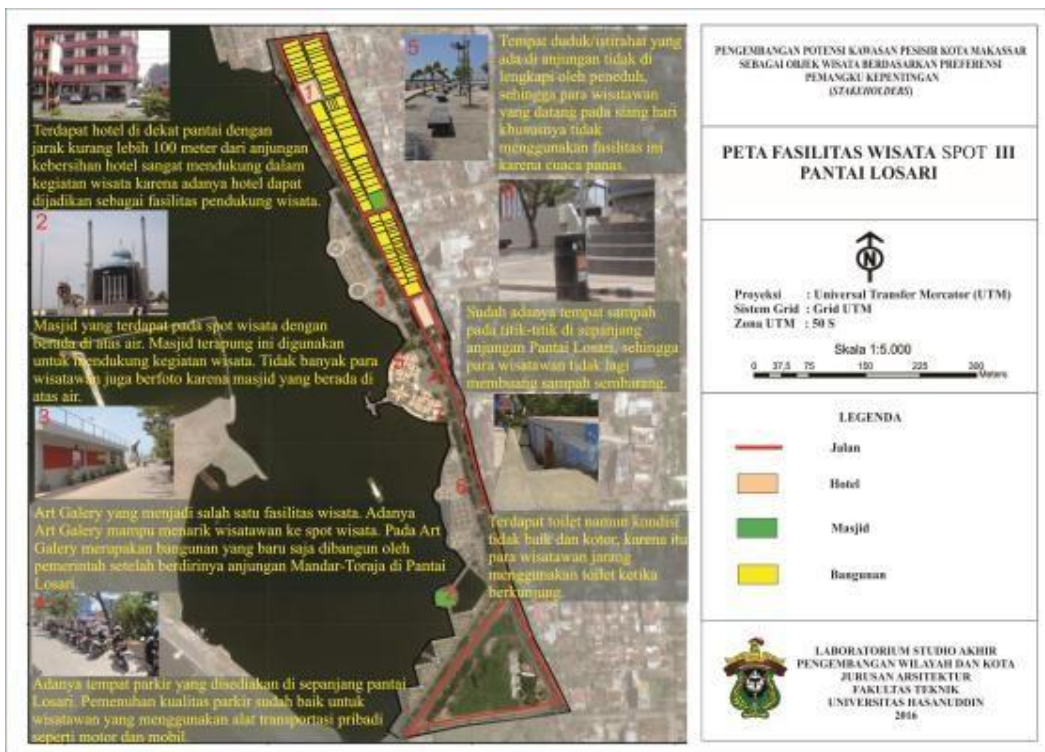 Terdapat hotel di dekat pantai dengan
jarak kurang lebih 100 meter dari anjungan
kebersihan hotel sangat mendukung dalam
kegiatan wisata karena adanya hotel dapat
dijadikan sebagai fasilitas pendukung wisata.
2
Masjid yang terdapat pada spot wisata dengan
berada di atas air. Masjid terapung ini digunakan
untuk mendukung kegiatan wisata. Tidak banyak para
wisatawan juga berfoto karena masjid yang berada di
atas air.
3
Art Galery yang menjadi salah satu fasilitas wisata. Adanya
Art Galery mampu menarik wisatawan ke spot wisata. Pada Art
Galery merupakan bangunan yang baru saja dibangun oleh
pemerintah setelah berdirinya anjungan Mandar-Toraja di Pantai
Losari.
Adanya tempat parkir yang disediakan di sepanjang pantai
Losari. Pemenuhan kualitas parkir sudah baik untuk
wisatawan yang menggunakan alat transportasi pribadi
seperti motor dan mobil.
5
Tempat duduk/istirahat yang
ada di anjungan tidak di
lengkapi oleh peneduh,
sehingga para wisatawan
yang datang pada siang hari
khususnya tidak
menggunakan fasilitas ini
karena cuaca panas.
Sudah adanya tempat sampah
pada titik-titik di sepanjang
anjungan Pantai Losari, sehingga
para wisatawan tidak lagi
membuang sampah sembarang.
Terdapat toilet namun kondisi
tidak baik dan kotor, karena itu
para wisatawan jarang
menggunakan toilet ketika
berkunjung.
1
3
6
PENGEMBANGAN POTENSI KAWASAN PESISIR KOTA MAKASSAR
SEBAGAI OBJEK WISATA BERDASARKAN PREFERENSI
PEMANGKU KEPENTINGAN
(STAKEHOLDERS)
PETA FASILITAS WISATA SPOT III
PANTAI LOSARI
N
Proyeksi : Universal Transfer Mercator (UTM)
Sistem Grid : Grid UTM
Zona UTM : 50 S
Skala 1:5.000
0 37,5 75 150 225 300
Meters
LEGENDA
Jalan
Hotel
Masjid
Bangunan
LABORATORIUM STUDIO AKHIR
PENGEMBANGAN WILAYAH DAN KOTA
JURUSAN ARSITEKTUR
FAKULTAS TEKNIK
UNIVERSITAS HASANUDDIN
2016